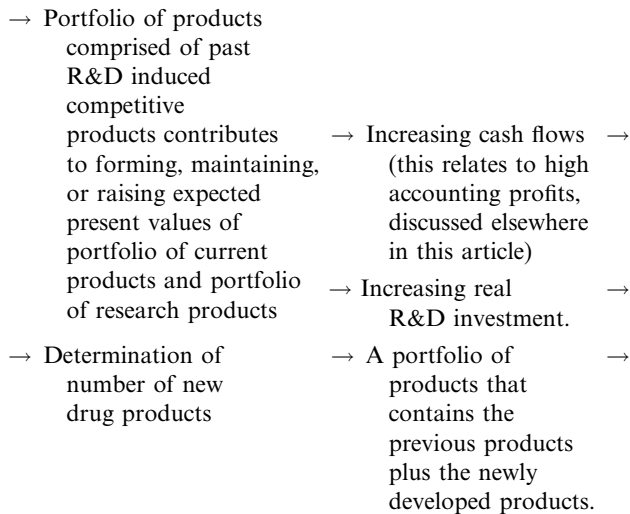 → Portfolio of products
comprised of past
R&D induced
competitive
products contributes
to forming, maintaining,
or raising expected
present values of
portfolio of current
products and portfolio
of research products
→ Increasing cash flows →
(this relates to high
accounting profits,
discussed elsewhere
in this article)
→ Increasing real →
R&D investment.
→ Determination of
number of new
drug products
→ A portfolio of →
products that
contains the
previous products
plus the newly
developed products.